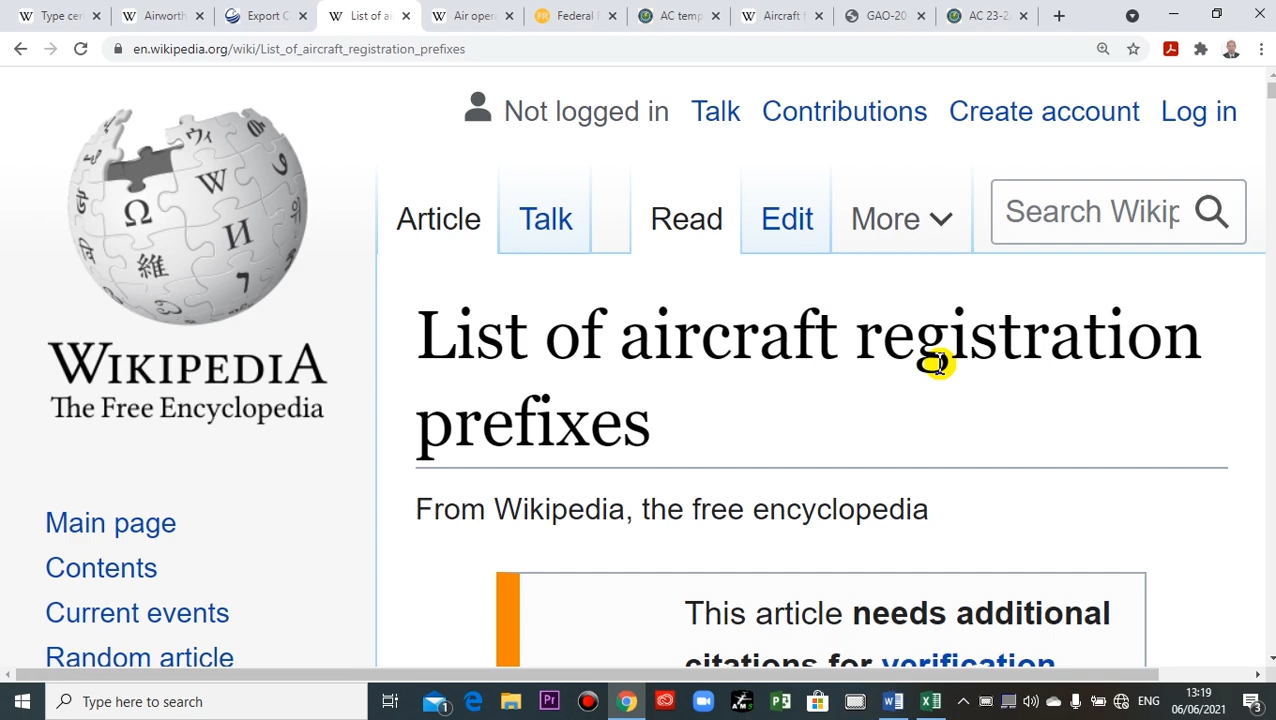 Type cer
Airworth
Export C
List of ai
Air opera
Federal R
AC temp
Aircraft f
GAO-20
AC 23-2
en.wikipedia.org/wiki/List_of_aircraft_registration_prefixes
Not logged in Talk Contributions Create account Log in
Article Talk Read Edit More Search Wikip
WIKIPEDIA
The Free Encyclopedia
List of aircraft registration
prefixes
From Wikipedia, the free encyclopedia
Main page
Contents
Current events
Random article
This article needs additional
citations for verification
Type here to search
ENG
13:19
06/06/2021